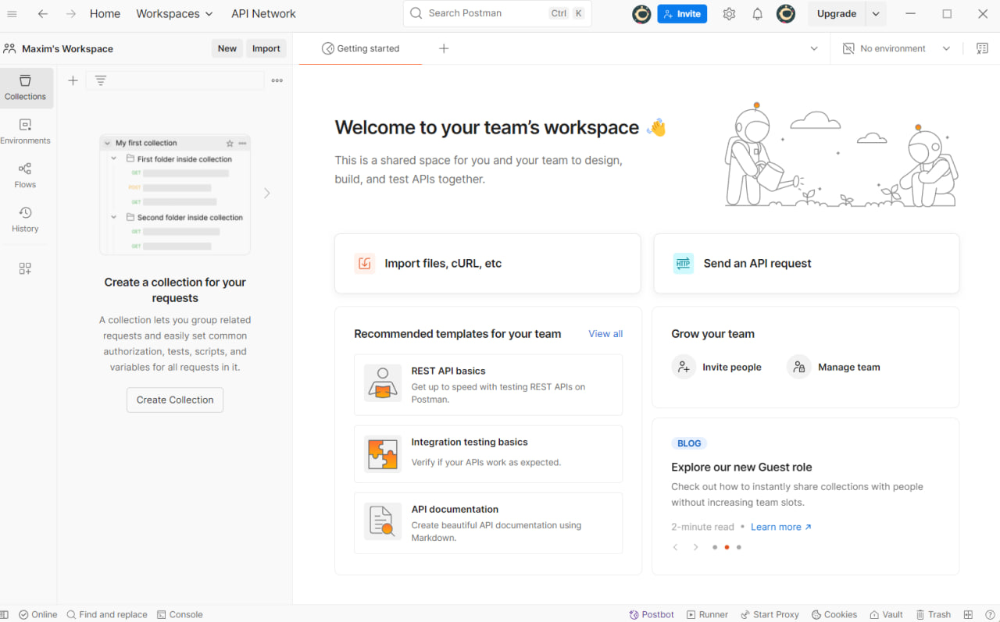 Home Workspaces API Network Search Postman Ctrl K Invite Upgrade
Maxim's Workspace New Import
Getting started No environment
Collections
Environments
Flows
History
My first collection
First folder inside collection
GET
POST
GET
Second folder inside collection
GET
GET
Create a collection for your
requests
A collection lets you group related
requests and easily set common
authorization, tests, scripts, and
variables for all requests in it.
Create Collection
Welcome to your team’s workspace 👋
This is a shared space for you and your team to design,
build, and test APIs together.
Import files, cURL, etc
HTTP
Send an API request
Recommended templates for your team View all
REST API basics
Get up to speed with testing REST APIs on
Postman.
Integration testing basics
Verify if your APIs work as expected.
API documentation
Create beautiful API documentation using
Markdown.
Grow your team
Invite people Manage team
BLOG
Explore our new Guest role
Check out how to instantly share collections with people
without increasing team slots.
2-minute read • Learn more ↗
Online Find and replace Console Postbot Runner Start Proxy Cookies Vault Trash